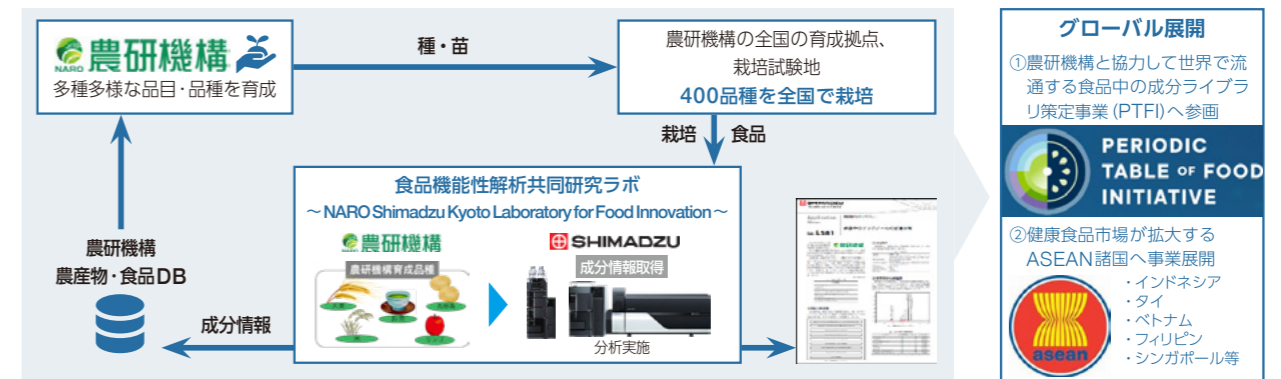 NARO
農研機構
多種多様な品目・品種を育成
種・苗
農研機構の全国の育成拠点、
栽培試験地
400品種を全国で栽培
栽培
食品
食品機能性解析共同研究ラボ
～NARO Shimadzu Kyoto Laboratory for Food Innovation～
農研機構
農研機構育成品種
SHIMADZU
成分情報取得
分析実施
農研機構
農産物・食品DB
成分情報
グローバル展開
①農研機構と協力して世界で流
通する食品中の成分ライブラ
リ策定事業(PTFI)へ参画
PERIODIC
TABLE OF FOOD
INITIATIVE
②健康食品市場が拡大する
ASEAN諸国へ事業展開
asean
・インドネシア
・タイ
・ベトナム
・フィリピン
・シンガポール等